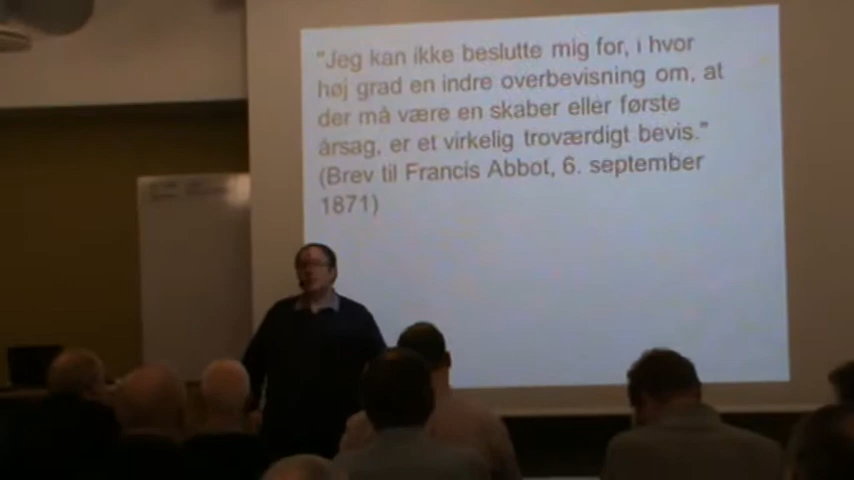 "Jeg kan ikke beslutte mig for, i hvor
høj grad en indre overbevisning om, at
der må være en skaber eller første
årsag, er et virkelig troværdigt bevis."
(Brev til Francis Abbot, 6. september
1871)